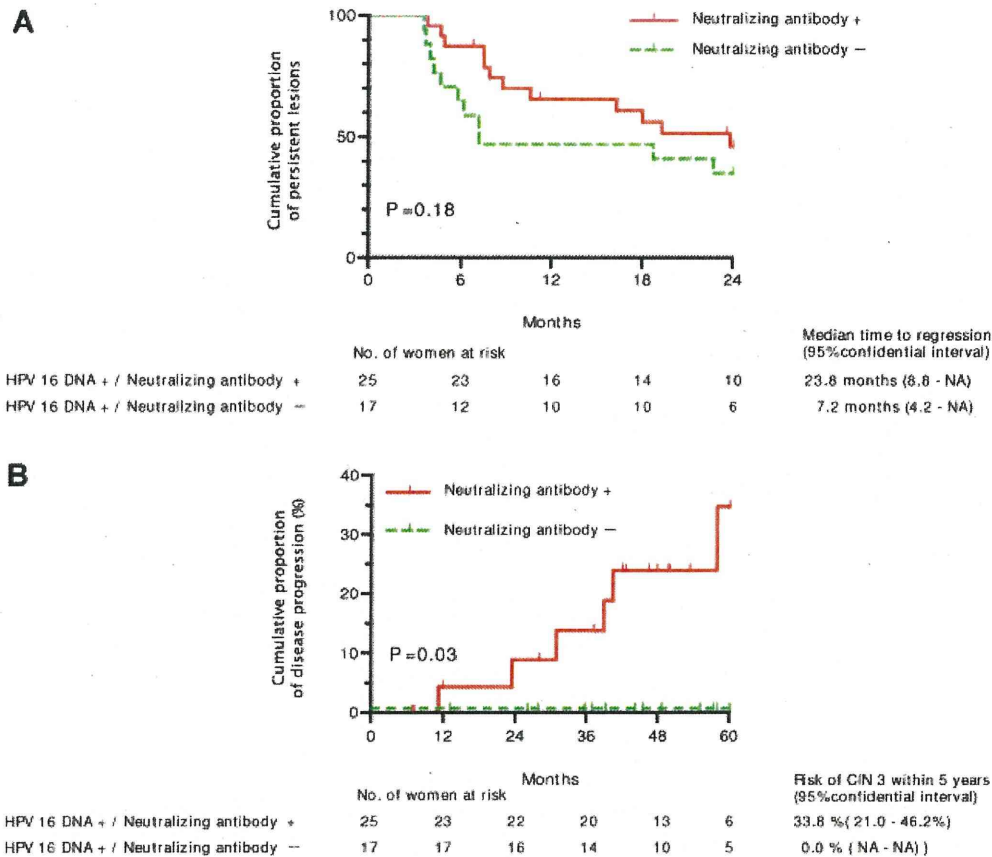 A
Neutralizing antibody +
Neutralizing antibody −
Cumulative proportion
of persistent lesions
100
50
0
P=0.18
0 6 12 18 24
Months
No. of women at risk
Median time to regression
(95%confidential interval)
HPV 16 DNA + / Neutralizing antibody + 25 23 16 14 10 23.8 months (8.8 - NA)
HPV 16 DNA + / Neutralizing antibody − 17 12 10 10 6 7.2 months (4.2 - NA)
B
Neutralizing antibody +
Neutralizing antibody −
Cumulative proportion
of disease progression (%)
40
30
20
10
0
P=0.03
0 12 24 36 48 60
Months
No. of women at risk
Risk of CIN 3 within 5 years
(95%confidential interval)
HPV 16 DNA + / Neutralizing antibody + 25 23 22 20 13 6 33.8 %( 21.0 - 46.2%)
HPV 16 DNA + / Neutralizing antibody − 17 17 16 14 10 5 0.0 % ( NA - NA) )